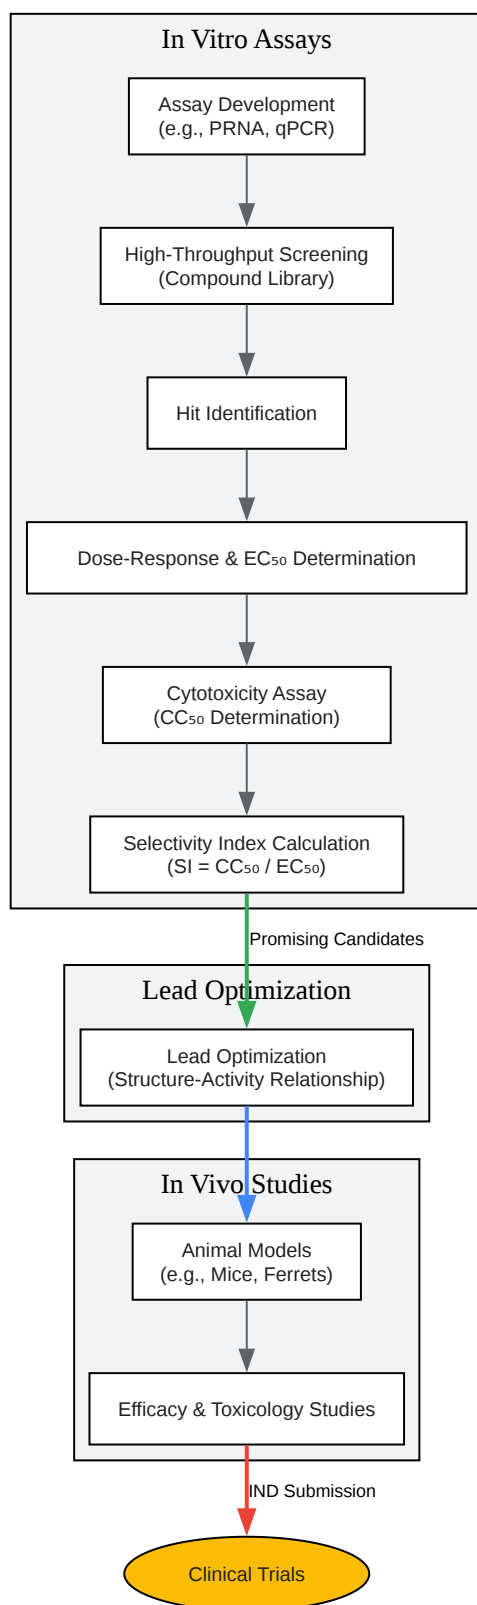 In Vitro Assays
Assay Development
(e.g., PRNA, qPCR)
High-Throughput Screening
(Compound Library)
Hit Identification
Dose-Response & EC₅₀ Determination
Cytotoxicity Assay
(CC₅₀ Determination)
Selectivity Index Calculation
(SI = CC₅₀ / EC₅₀)
Promising Candidates
Lead Optimization
Lead Optimization
(Structure-Activity Relationship)
In Vivo Studies
Animal Models
(e.g., Mice, Ferrets)
Efficacy & Toxicology Studies
IND Submission
Clinical Trials